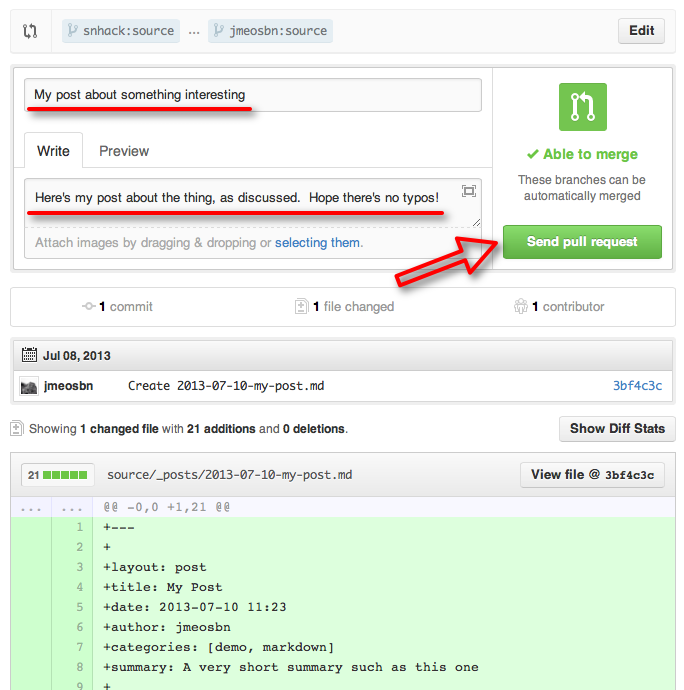 snhack:source ... jmeosbn:source Edit
My post about something interesting
Write Preview
Here's my post about the thing, as discussed. Hope there's no typos!
Attach images by dragging & dropping or selecting them.
Able to merge
These branches can be
automatically merged
Send pull request
1 commit 1 file changed 1 contributor
Jul 08, 2013
jmeosbn Create 2013-07-10-my-post.md 3bf4c3c
Showing 1 changed file with 21 additions and 0 deletions. Show Diff Stats
21 source/_posts/2013-07-10-my-post.md View file @ 3bf4c3c
... ... @@ -0,0 +1,21 @@
1 +---
2 +
3 +layout: post
4 +title: My Post
5 +date: 2013-07-10 11:23
6 +author: jmeosbn
7 +categories: [demo, markdown]
8 +summary: A very short summary such as this one
9 +